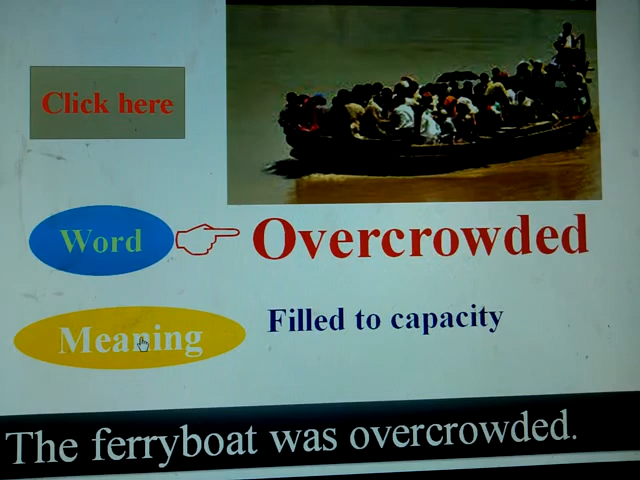 Click here
Word
Overcrowded
Meaning
Filled to capacity
The ferryboat was overcrowded.